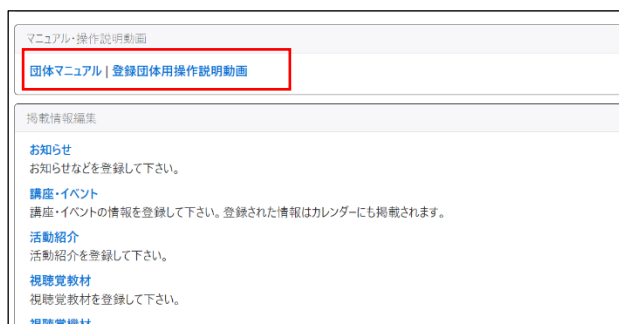 マニュアル・操作説明動画
団体マニュアル | 登録団体用操作説明動画
掲載情報編集
お知らせ
お知らせなどを登録して下さい。
講座・イベント
講座・イベントの情報を登録して下さい。登録された情報はカレンダーにも掲載されます。
活動紹介
活動紹介を登録して下さい。
視聴覚教材
視聴覚教材を登録して下さい。
視聴覚機材